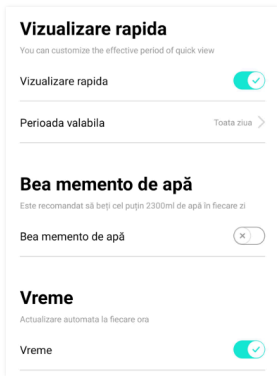 Vizualizare rapida
You can customize the effective period of quick view
Vizualizare rapida
Perioada valabila Toata ziua
Bea memento de apă
Este recomandat să beți cel puțin 2300ml de apă în fiecare zi
Bea memento de apă
Vreme
Actualizare automata la fiecare ora
Vreme